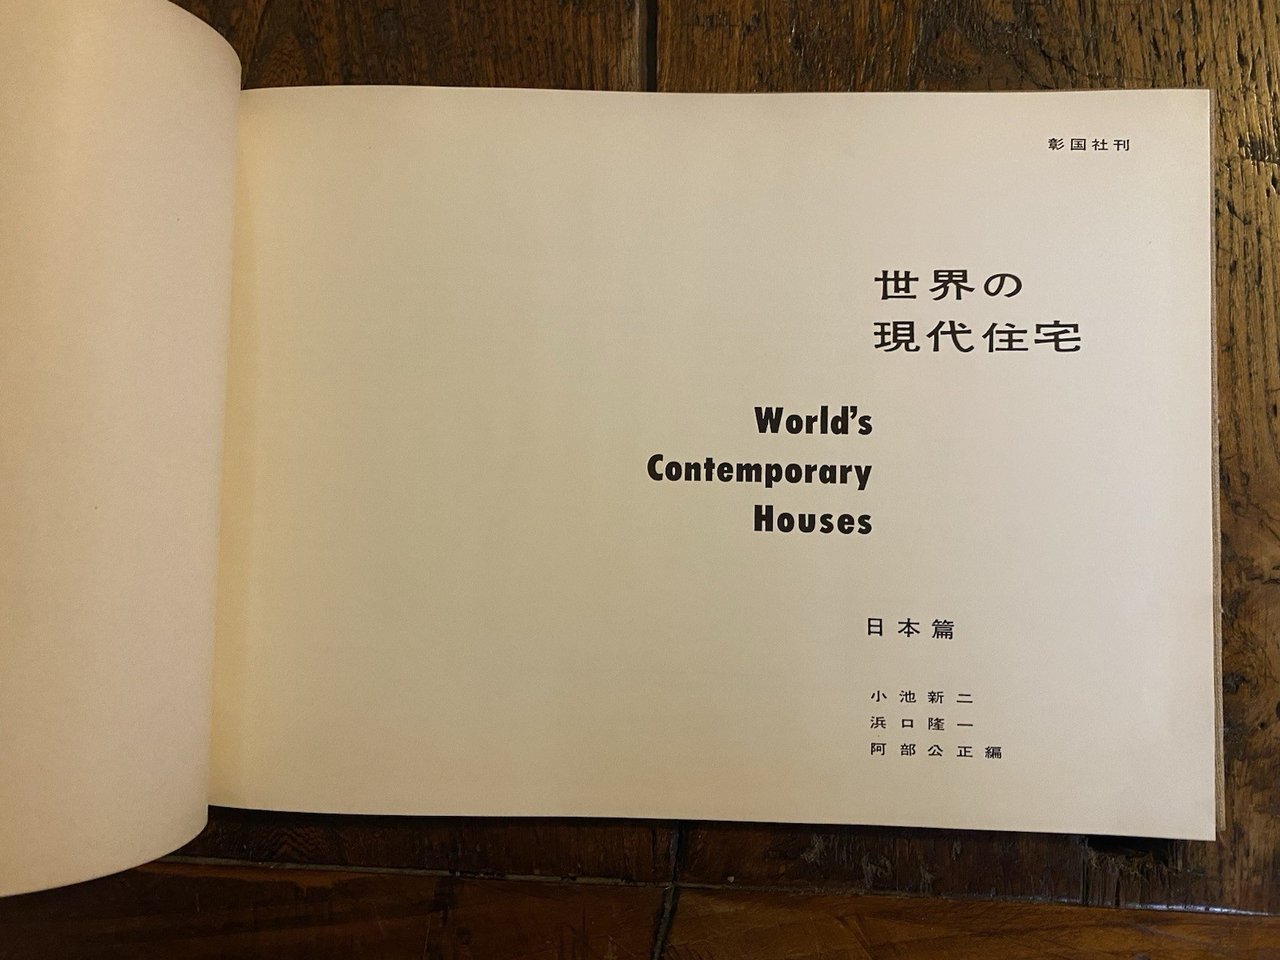 彰国社刊
世界の
現代住宅
World's
Contemporary
Houses
日本篇
小池新二
浜口隆一
阿部公正編